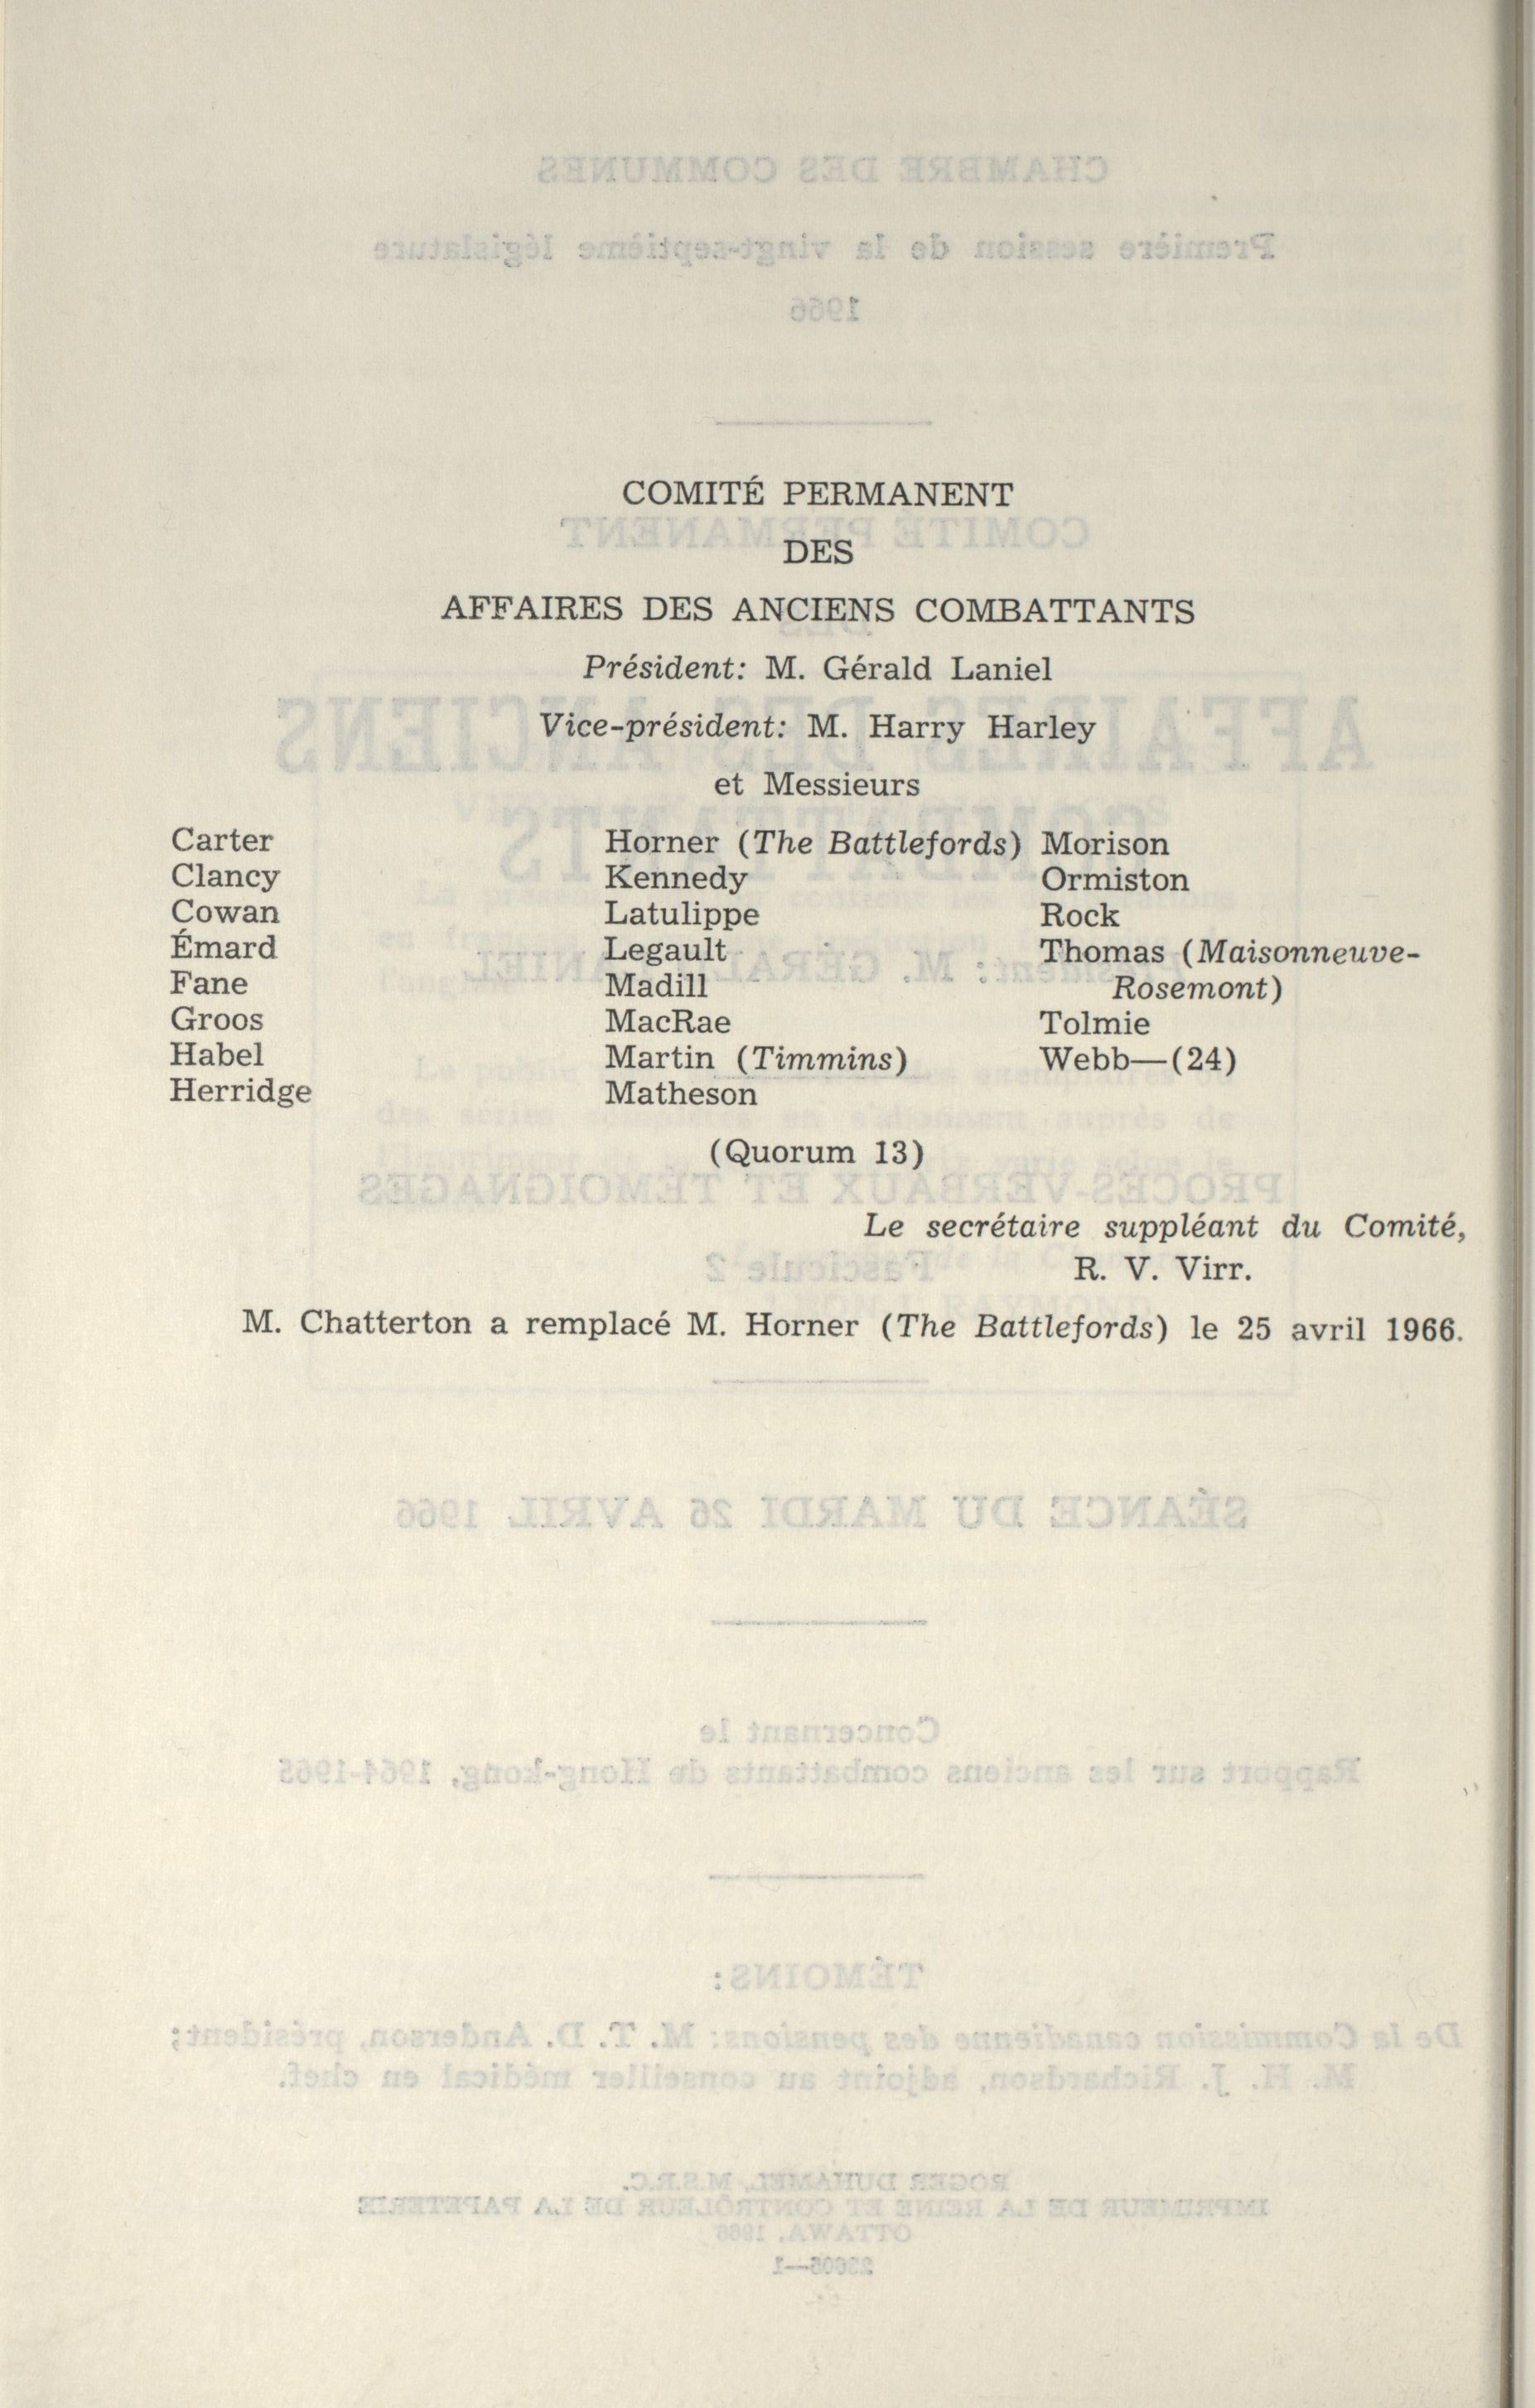 COMITÉ PERMANENT
DES
AFFAIRES DES ANCIENS COMBATTANTS
Président: M. Gérald Laniel
Vice-président: M. Harry Harley
et Messieurs
Carter
Clancy
Cowan
Émard
Fane
Groos
Habel
Herridge
Horner (The Battlefords)
Kennedy
Latulippe
Legault
Madill
MacRae
Martin (Timmins)
Matheson
Morison
Ormiston
Rock
Thomas (Maisonneuve-
Rosemont)
Tolmie
Webb—(24)
(Quorum 13)
Le secrétaire suppléant du Comité,
R. V. Virr.
M. Chatterton a remplacé M. Horner (The Battlefords) le 25 avril 1966.